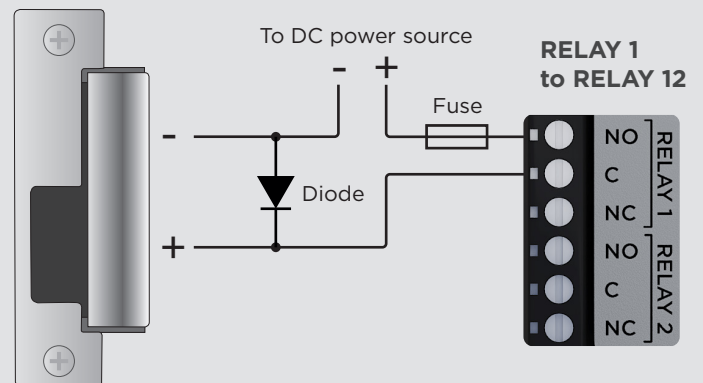 To DC power source
- +
RELAY 1
to RELAY 12
Fuse
-
Diode
+
NO
C
NC
RELAY 1
NO
C
NC
RELAY 2